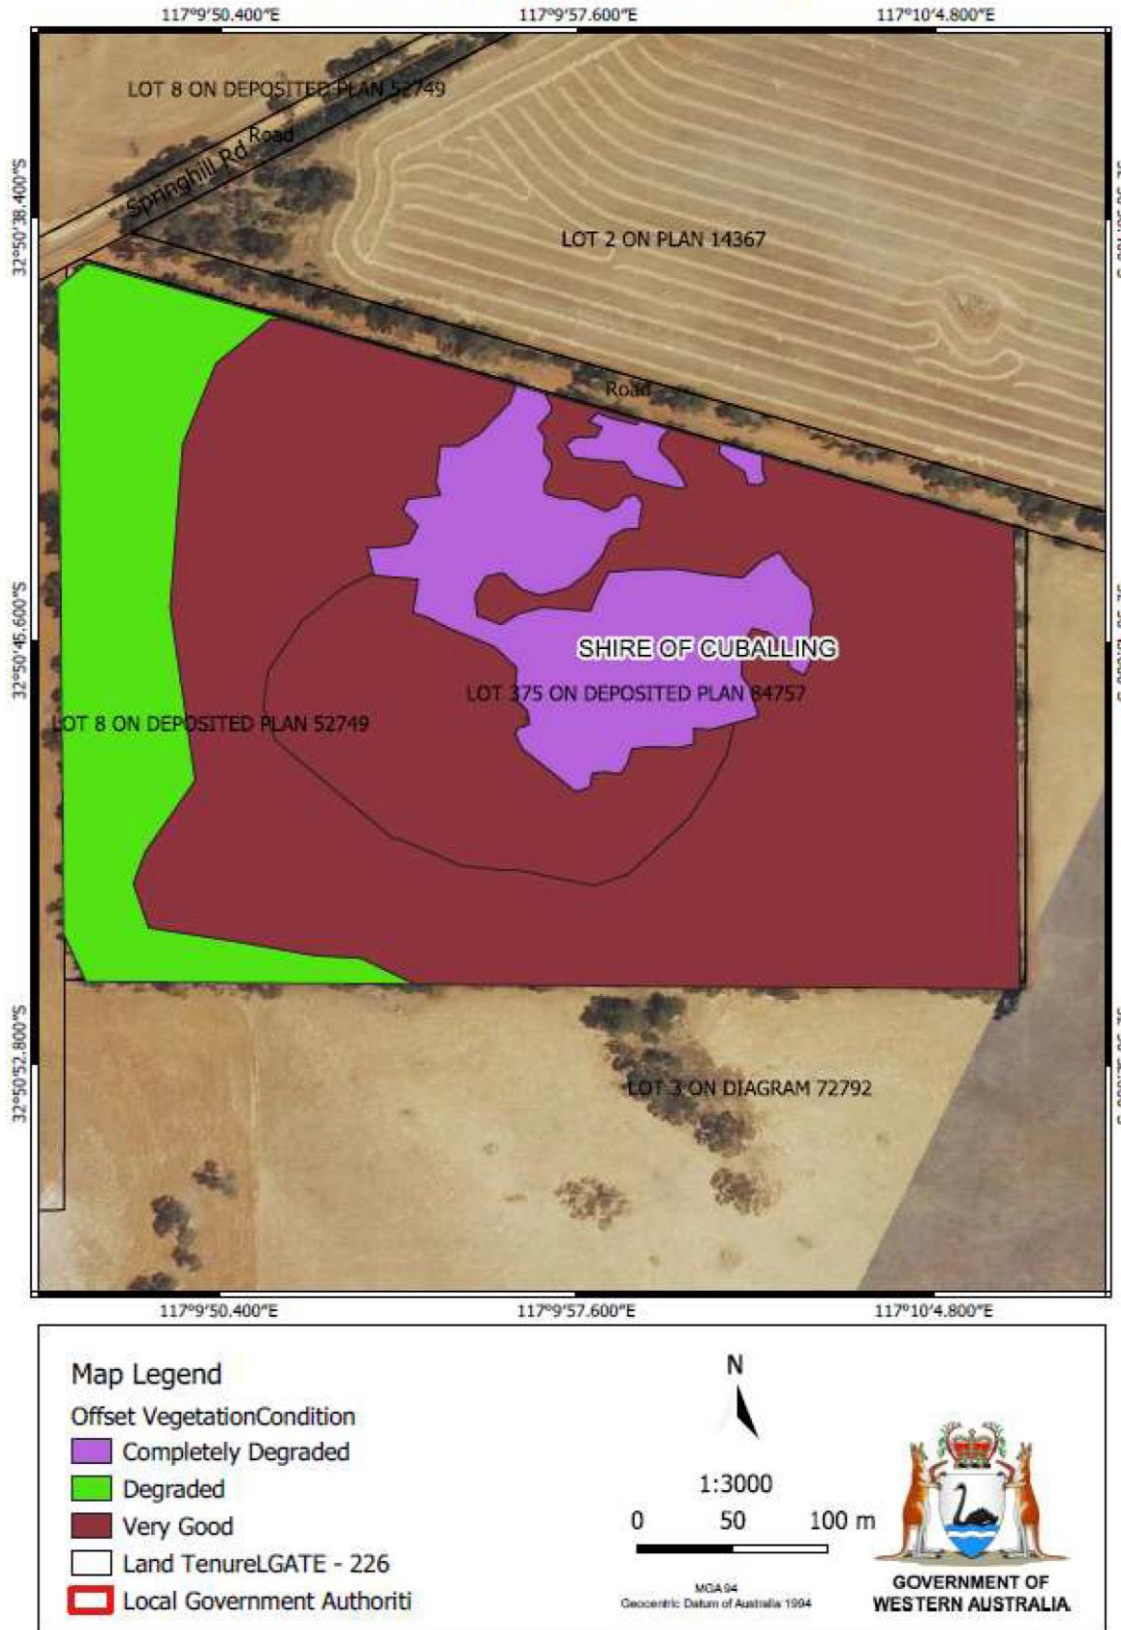 117°9'50.400"E 117°9'57.600"E 117°10'4.800"E
LOT 8 ON DEPOSITED PLAN 52749
Road
Springhill Rd
32°50'38.400"S
LOT 2 ON PLAN 14367
Road
32°50'45.600"S
SHIRE OF CUBALLING
LOT 375 ON DEPOSITED PLAN 84757
LOT 8 ON DEPOSITED PLAN 52749
32°50'52.800"S
LOT 3 ON DIAGRAM 72792
117°9'50.400"E 117°9'57.600"E 117°10'4.800"E
Map Legend
Offset VegetationCondition
Completely Degraded
Degraded
Very Good
Land TenureLGATE - 226
Local Government Authoriti
N
1:3000
0 50 100 m
MGA 94
Geocentric Datum of Australia 1994
GOVERNMENT OF
WESTERN AUSTRALIA